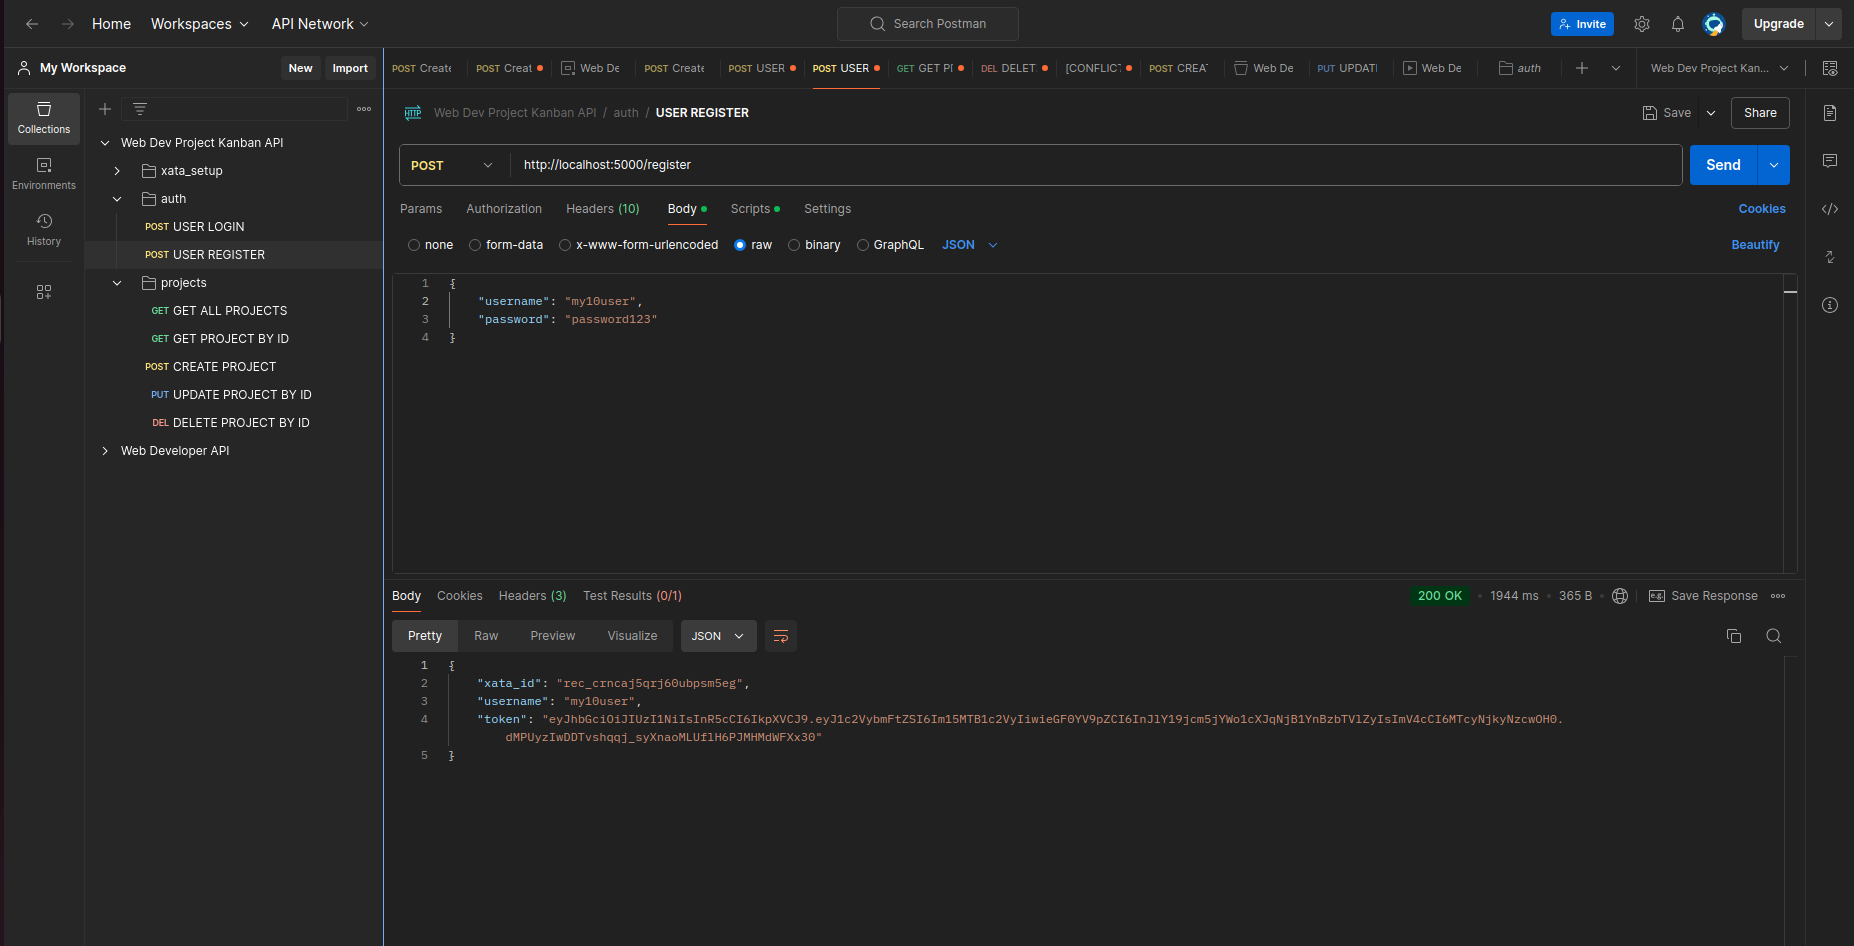 Home Workspaces API Network Search Postman Invite Upgrade
My Workspace New Import
POST Create POST Creat Web De POST Create POST USER POST USER GET GET PI DEL DELET [CONFLIC POST CREA Web De PUT UPDATI Web De auth Web Dev Project Kan...
Collections
Environments
History
Web Dev Project Kanban API
xata_setup
auth
POST USER LOGIN
POST USER REGISTER
projects
GET GET ALL PROJECTS
GET GET PROJECT BY ID
POST CREATE PROJECT
PUT UPDATE PROJECT BY ID
DEL DELETE PROJECT BY ID
Web Developer API
HTTP Web Dev Project Kanban API / auth / USER REGISTER Save Share
POST http://localhost:5000/register Send
Params Authorization Headers (10) Body Scripts Settings Cookies
none form-data x-www-form-urlencoded raw binary GraphQL JSON Beautify
1 {
2 "username": "my10user",
3 "password": "password123"
4 }
Body Cookies Headers (3) Test Results (0/1) 200 OK 1944 ms 365 B e.g. Save Response
Pretty Raw Preview Visualize JSON
1 {
2 "xata_id": "rec_crncaj5qrj60ubpsm5eg",
3 "username": "my10user",
4 "token": "eyJhbGciOiJIUzI1NiIsInR5cCI6IkpXVCJ9.eyJ1c2VybmFtZSI6Im15MTB1c2VyIiwieGF0YV9pZCI6InJlY19jcm5jYWo1cXJqNjB1YnBzbTVlZyIsImV4cCI6MTcyNjkyNzcwOH0.
dMPUyzIwDDTvshqqj_syXnaoMLUflH6PJMHMdWFXx30"
5 }